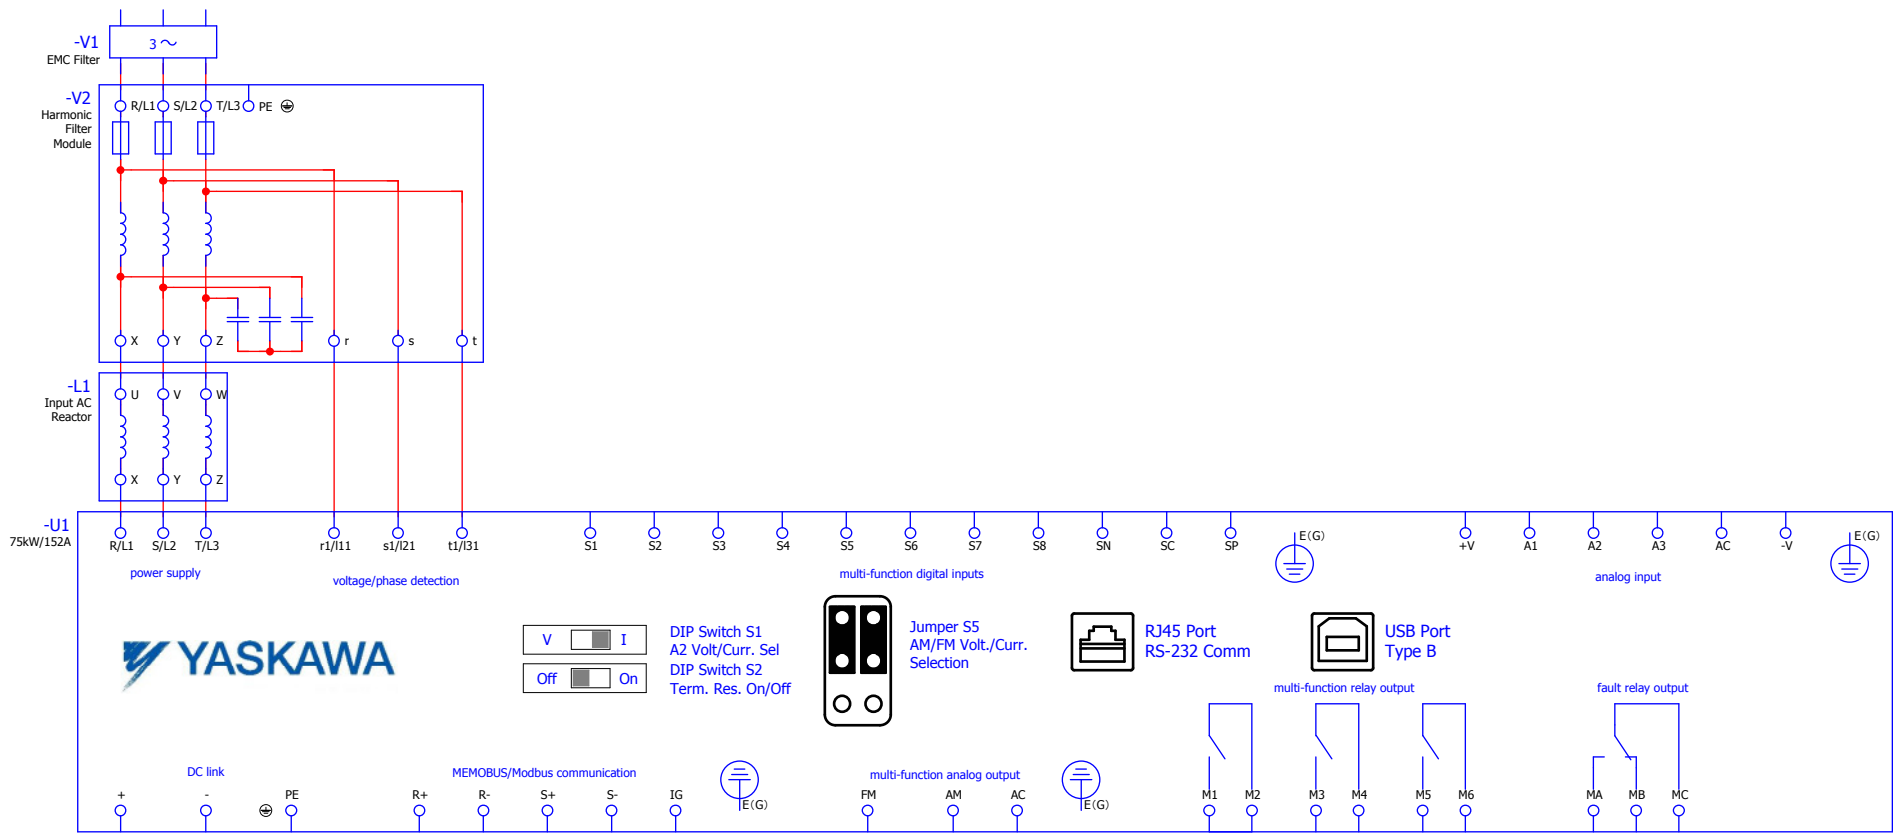 -V1
EMC Filter
3
-V2
Harmonic
Filter
Module
R/L1 S/L2 T/L3 PE
X Y Z r s t
-L1
Input AC
Reactor
U V W
X Y Z
-U1
75kW/152A
R/L1 S/L2 T/L3 r1/l11 s1/l21 t1/l31 S1 S2 S3 S4 S5 S6 S7 S8 SN SC SP E(G) +V A1 A2 A3 AC -V E(G)
power supply
voltage/phase detection
multi-function digital inputs
analog input
YASKAWA
V I
DIP Switch S1
A2 Volt/Curr. Sel
Off On
DIP Switch S2
Term. Res. On/Off
Jumper S5
AM/FM Volt./Curr.
Selection
RJ45 Port
RS-232 Comm
USB Port
Type B
multi-function relay output
fault relay output
DC link
MEMOBUS/Modbus communication
multi-function analog output
+ - PE R+ R- S+ S- IG E(G) FM AM AC E(G) M1 M2 M3 M4 M5 M6 MA MB MC